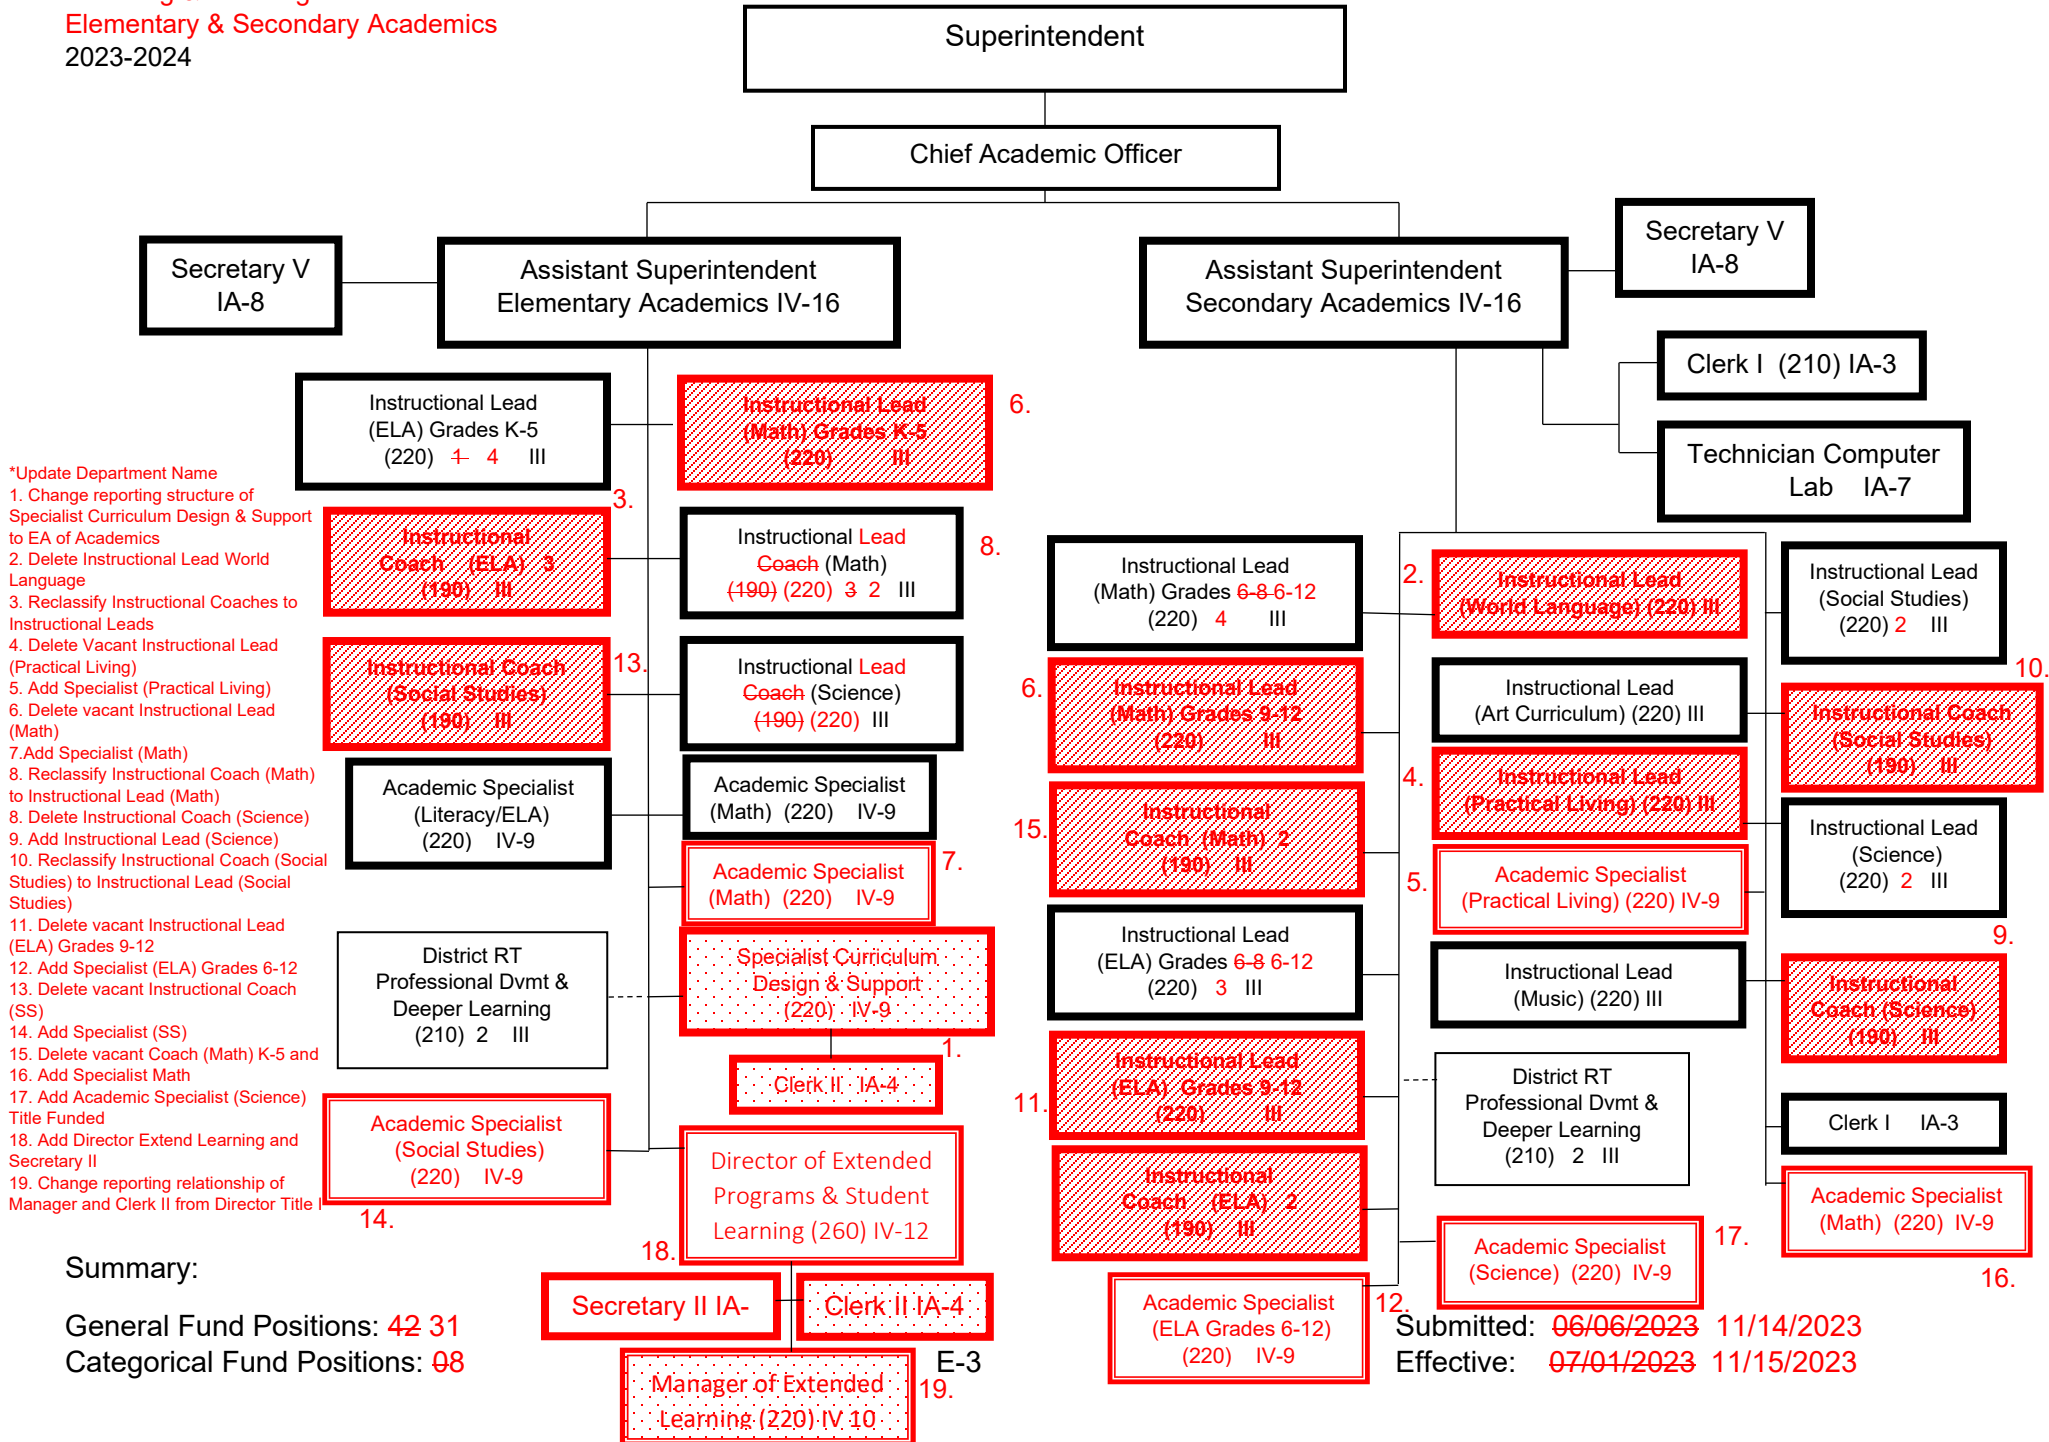 Elementary & Secondary Academics
2023-2024
Superintendent
Chief Academic Officer
Secretary V
IA-8
Assistant Superintendent
Elementary Academics IV-16
Assistant Superintendent
Secondary Academics IV-16
Secretary V
IA-8
Clerk I (210) IA-3
Technician Computer
Lab IA-7
*Update Department Name
1. Change reporting structure of
Specialist Curriculum Design & Support
to EA of Academics
2. Delete Instructional Lead World
Language
3. Reclassify Instructional Coaches to
Instructional Leads
4. Delete Vacant Instructional Lead
(Practical Living)
5. Add Specialist (Practical Living)
6. Delete vacant Instructional Lead
(Math)
7.Add Specialist (Math)
8. Reclassify Instructional Coach (Math)
to Instructional Lead (Math)
8. Delete Instructional Coach (Science)
9. Add Instructional Lead (Science)
10. Reclassify Instructional Coach (Social
Studies) to Instructional Lead (Social
Studies)
11. Delete vacant Instructional Lead
(ELA) Grades 9-12
12. Add Specialist (ELA) Grades 6-12
13. Delete vacant Instructional Coach
(SS)
14. Add Specialist (SS)
15. Delete vacant Coach (Math) K-5 and
16. Add Specialist Math
17. Add Academic Specialist (Science)
Title Funded
18. Add Director Extend Learning and
Secretary II
19. Change reporting relationship of
Manager and Clerk II from Director Title I
Instructional Lead
(ELA) Grades K-5
(220) 1 4 III
Instructional Lead
(Math) Grades K-5
(220) III
6.
3.
Instructional
Coach (ELA) 3
(190) III
Instructional Lead
Coach (Math)
(190) (220) 3 2 III
8.
Instructional Coach
(Social Studies)
(190) III
13.
Instructional Lead
Coach (Science)
(190) (220) III
Academic Specialist
(Literacy/ELA)
(220) IV-9
Academic Specialist
(Math) (220) IV-9
Academic Specialist
(Math) (220) IV-9
7.
District RT
Professional Dvmt &
Deeper Learning
(210) 2 III
Specialist Curriculum
Design & Support
(220) IV-9
1.
Clerk II IA-4
Academic Specialist
(Social Studies)
(220) IV-9
14.
Director of Extended
Programs & Student
Learning (260) IV-12
18.
Secretary II IA-
Clerk II IA-4
Manager of Extended
Learning (220) IV 10
19.
Instructional Lead
(Math) Grades 6-8 6-12
(220) 4 III
6.
Instructional Lead
(Math) Grades 9-12
(220) III
15.
Instructional
Coach (Math) 2
(190) III
Instructional Lead
(ELA) Grades 6-8 6-12
(220) 3 III
11.
Instructional Lead
(ELA) Grades 9-12
(220) III
Instructional
Coach (ELA) 2
(190) III
Academic Specialist
(ELA Grades 6-12)
(220) IV-9
12.
2.
Instructional Lead
(World Language) (220) III
Instructional Lead
(Art Curriculum) (220) III
4.
Instructional Lead
(Practical Living) (220) III
5.
Academic Specialist
(Practical Living) (220) IV-9
Instructional Lead
(Music) (220) III
District RT
Professional Dvmt &
Deeper Learning
(210) 2 III
Academic Specialist
(Science) (220) IV-9
17.
Instructional Lead
(Social Studies)
(220) 2 III
10.
Instructional Coach
(Social Studies)
(190) III
Instructional Lead
(Science)
(220) 2 III
9.
Instructional
Coach (Science)
(190) III
Clerk I IA-3
Academic Specialist
(Math) (220) IV-9
16.
Summary:
General Fund Positions: 42 31
Categorical Fund Positions: 08
E-3
Submitted: 06/06/2023 11/14/2023
Effective: 07/01/2023 11/15/2023